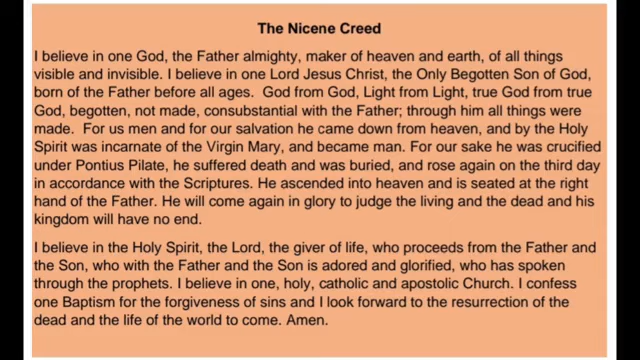 The Nicene Creed
I believe in one God, the Father almighty, maker of heaven and earth, of all things
visible and invisible. I believe in one Lord Jesus Christ, the Only Begotten Son of God,
born of the Father before all ages. God from God, Light from Light, true God from true
God, begotten, not made, consubstantial with the Father; through him all things were
made. For us men and for our salvation he came down from heaven, and by the Holy
Spirit was incarnate of the Virgin Mary, and became man. For our sake he was crucified
under Pontius Pilate, he suffered death and was buried, and rose again on the third day
in accordance with the Scriptures. He ascended into heaven and is seated at the right
hand of the Father. He will come again in glory to judge the living and the dead and his
kingdom will have no end.
I believe in the Holy Spirit, the Lord, the giver of life, who proceeds from the Father and
the Son, who with the Father and the Son is adored and glorified, who has spoken
through the prophets. I believe in one, holy, catholic and apostolic Church. I confess
one Baptism for the forgiveness of sins and I look forward to the resurrection of the
dead and the life of the world to come. Amen.